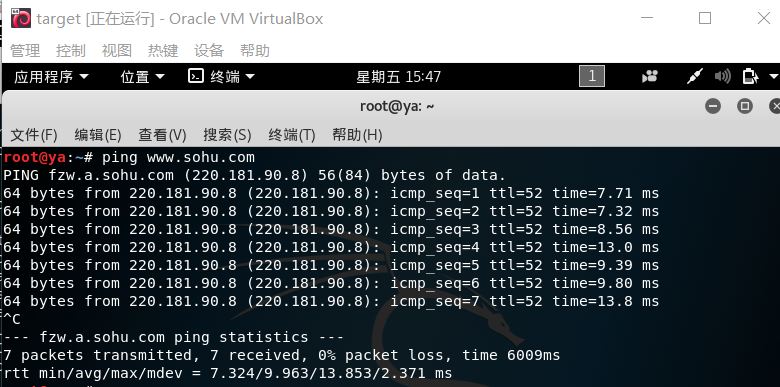 target [正在运行] - Oracle VM VirtualBox
管理 控制 视图 热键 设备 帮助
应用程序 位置 终端 星期五 15:47 1
root@ya: ~
文件(F) 编辑(E) 查看(V) 搜索(S) 终端(T) 帮助(H)
root@ya:~# ping www.sohu.com
PING fzw.a.sohu.com (220.181.90.8) 56(84) bytes of data.
64 bytes from 220.181.90.8 (220.181.90.8): icmp_seq=1 ttl=52 time=7.71 ms
64 bytes from 220.181.90.8 (220.181.90.8): icmp_seq=2 ttl=52 time=7.32 ms
64 bytes from 220.181.90.8 (220.181.90.8): icmp_seq=3 ttl=52 time=8.56 ms
64 bytes from 220.181.90.8 (220.181.90.8): icmp_seq=4 ttl=52 time=13.0 ms
64 bytes from 220.181.90.8 (220.181.90.8): icmp_seq=5 ttl=52 time=9.39 ms
64 bytes from 220.181.90.8 (220.181.90.8): icmp_seq=6 ttl=52 time=9.80 ms
64 bytes from 220.181.90.8 (220.181.90.8): icmp_seq=7 ttl=52 time=13.8 ms
^C
--- fzw.a.sohu.com ping statistics ---
7 packets transmitted, 7 received, 0% packet loss, time 6009ms
rtt min/avg/max/mdev = 7.324/9.963/13.853/2.371 ms